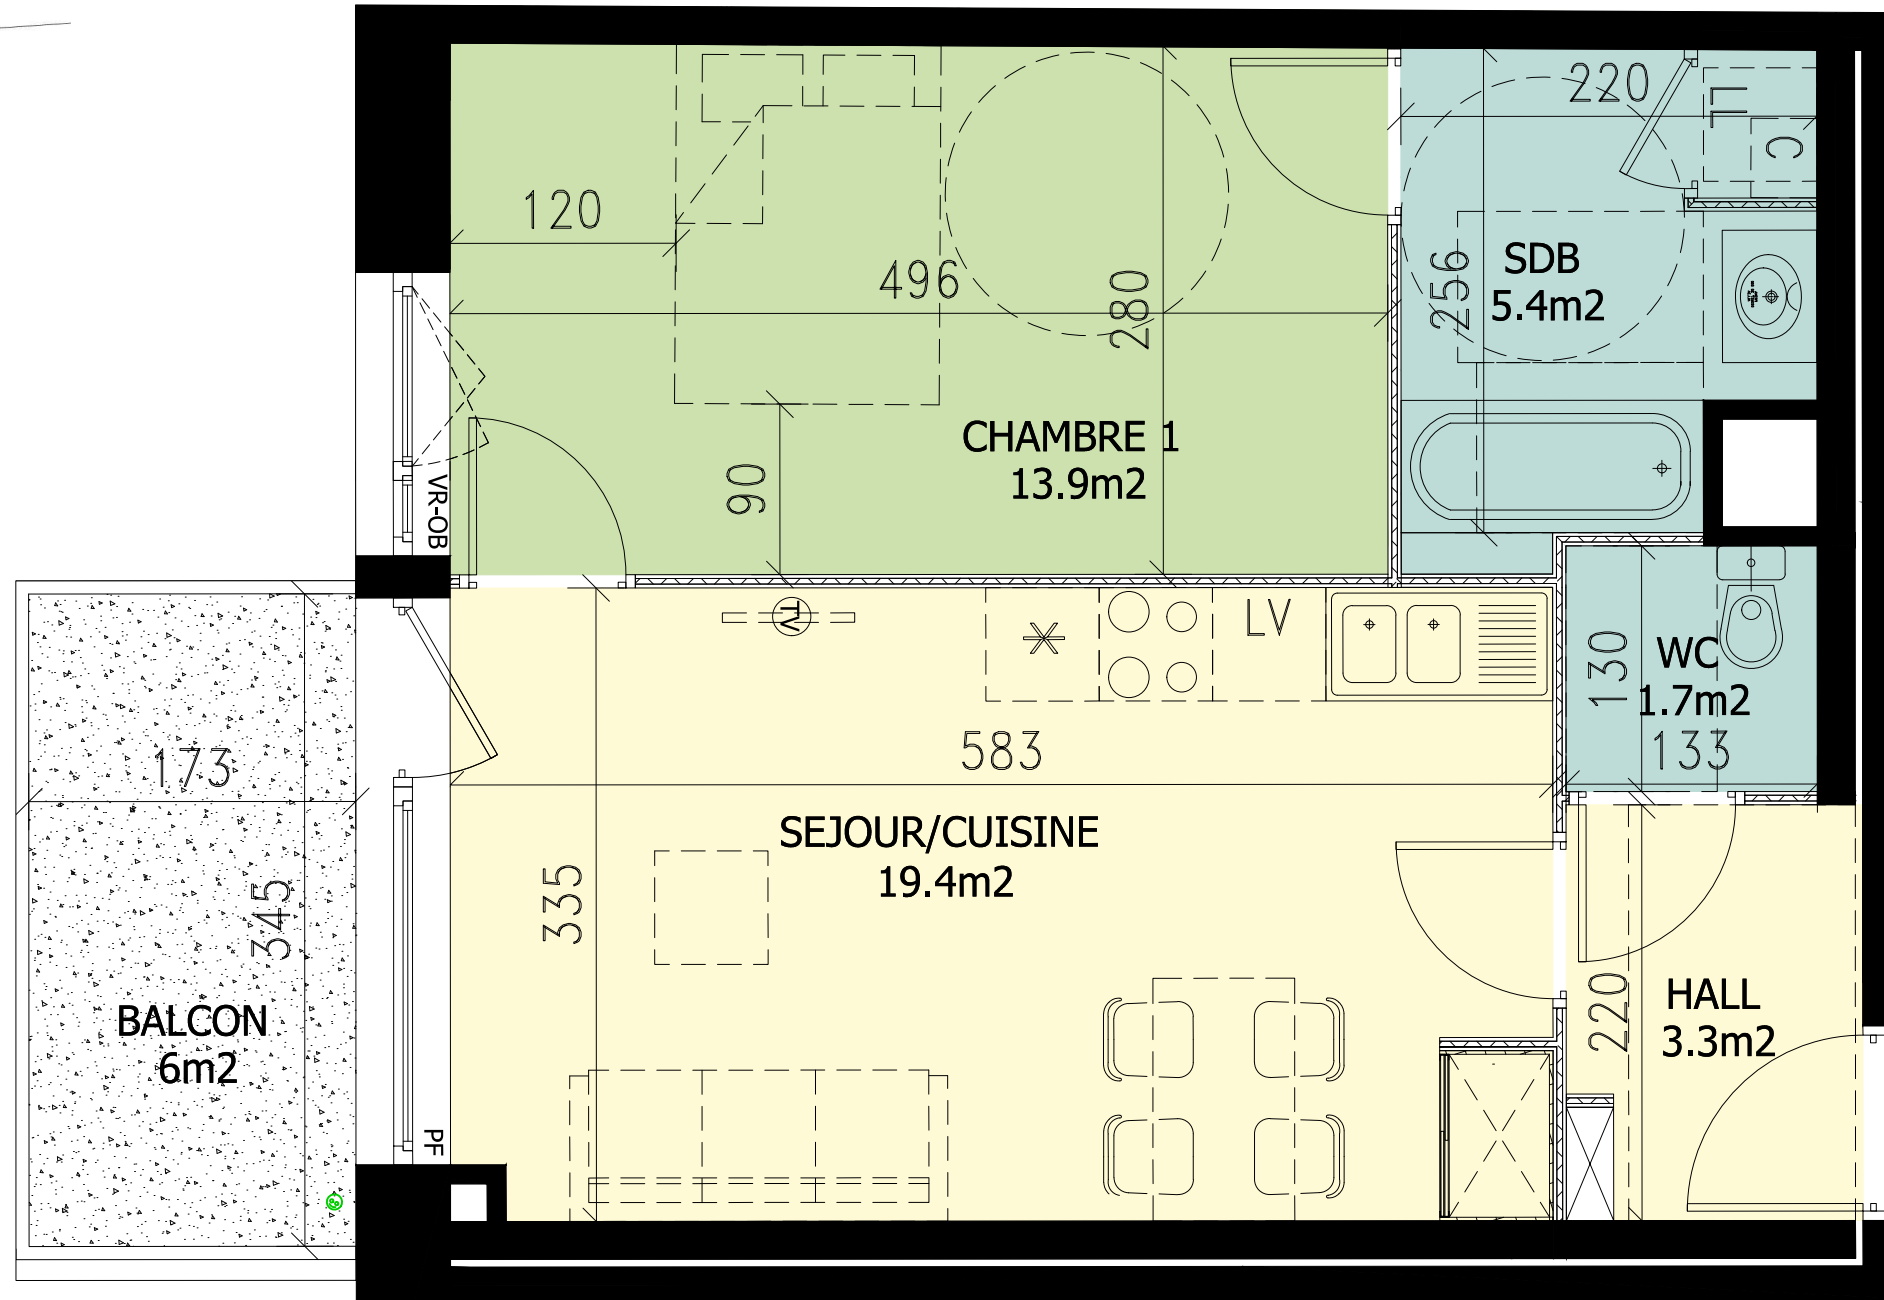 220
LL
C
120
496
280
256
SDB
5.4m2
CHAMBRE 1
13.9m2
90
VR-OB
TV
LV
130
WC
1.7m2
133
173
583
SEJOUR/CUISINE
19.4m2
335
345
BALCON
6m2
220
HALL
3.3m2
PF